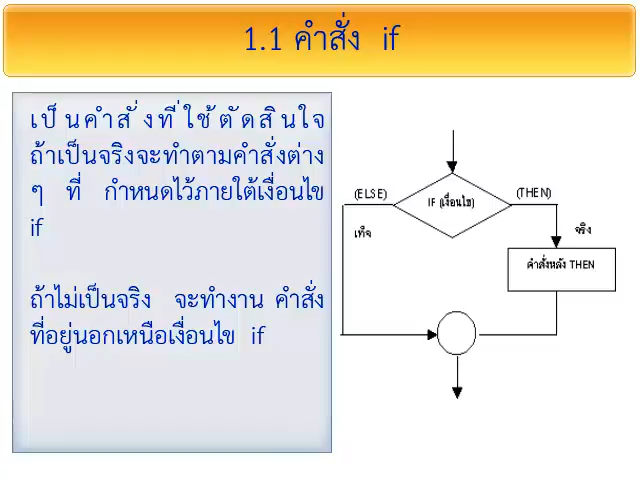 1.1 คำสั่ง if
เป็นคำสั่งที่ใช้ตัดสินใจ
ถ้าเป็นจริงจะทำตามคำสั่งต่าง
ๆ ที่ กำหนดไว้ภายใต้เงื่อนไข
if
ถ้าไม่เป็นจริง จะทำงาน คำสั่ง
ที่อยู่นอกเหนือเงื่อนไข if
(ELSE)
IF (เงื่อนไข)
(THEN)
เท็จ
จริง
คำสั่งหลัง THEN